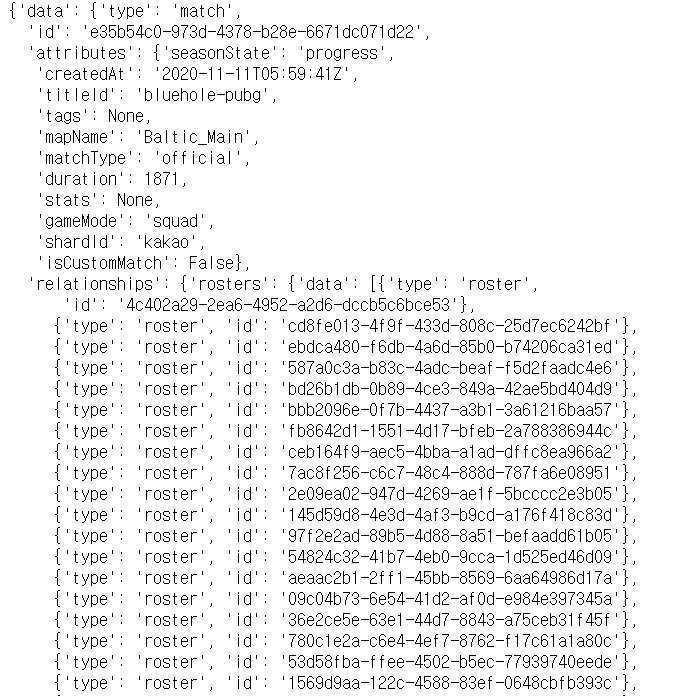 {'data': {'type': 'match',
'id': 'e35b54c0-973d-4378-b28e-6671dc071d22',
'attributes': {'seasonState': 'progress',
'createdAt': '2020-11-11T05:59:41Z',
'titleId': 'bluehole-pubg',
'tags': None,
'mapName': 'Baltic_Main',
'matchType': 'official',
'duration': 1871,
'stats': None,
'gameMode': 'squad',
'shardId': 'kakao',
'isCustomMatch': False},
'relationships': {'rosters': {'data': [{'type': 'roster',
'id': '4c402a29-2ea6-4952-a2d6-dccb5c6bce53'},
{'type': 'roster', 'id': 'cd8fe013-4f9f-433d-808c-25d7ec6242bf'},
{'type': 'roster', 'id': 'ebdca480-f6db-4a6d-85b0-b74206ca31ed'},
{'type': 'roster', 'id': '587a0c3a-b83c-4adc-beaf-f5d2faadc4e6'},
{'type': 'roster', 'id': 'bd26b1db-0b89-4ce3-849a-42ae5bd404d9'},
{'type': 'roster', 'id': 'bbb2096e-0f7b-4437-a3b1-3a61216baa57'},
{'type': 'roster', 'id': 'fb8642d1-1551-4d17-bfeb-2a788386944c'},
{'type': 'roster', 'id': 'ceb164f9-aec5-4bba-a1ad-dffc8ea966a2'},
{'type': 'roster', 'id': '7ac8f256-c6c7-48c4-888d-787fa6e08951'},
{'type': 'roster', 'id': '2e09ea02-947d-4269-ae1f-5bcccc2e3b05'},
{'type': 'roster', 'id': '145d59d8-4e3d-4af3-b9cd-a176f418c83d'},
{'type': 'roster', 'id': '97f2e2ad-89b5-4d88-8a51-befaadd61b05'},
{'type': 'roster', 'id': '54824c32-41b7-4eb0-9cca-1d525ed46d09'},
{'type': 'roster', 'id': 'aeaac2b1-2ff1-45bb-8569-6aa64986d17a'},
{'type': 'roster', 'id': '09c04b73-6e54-41d2-af0d-e984e397345a'},
{'type': 'roster', 'id': '36e2ce5e-63e1-44d7-8843-a75ceb31f45f'},
{'type': 'roster', 'id': '780c1e2a-c6e4-4ef7-8762-f17c61a1a80c'},
{'type': 'roster', 'id': '53d58fba-ffee-4502-b5ec-77939740eede'},
{'type': 'roster', 'id': '1569d9aa-122c-4588-83ef-0648cbfb393c'},